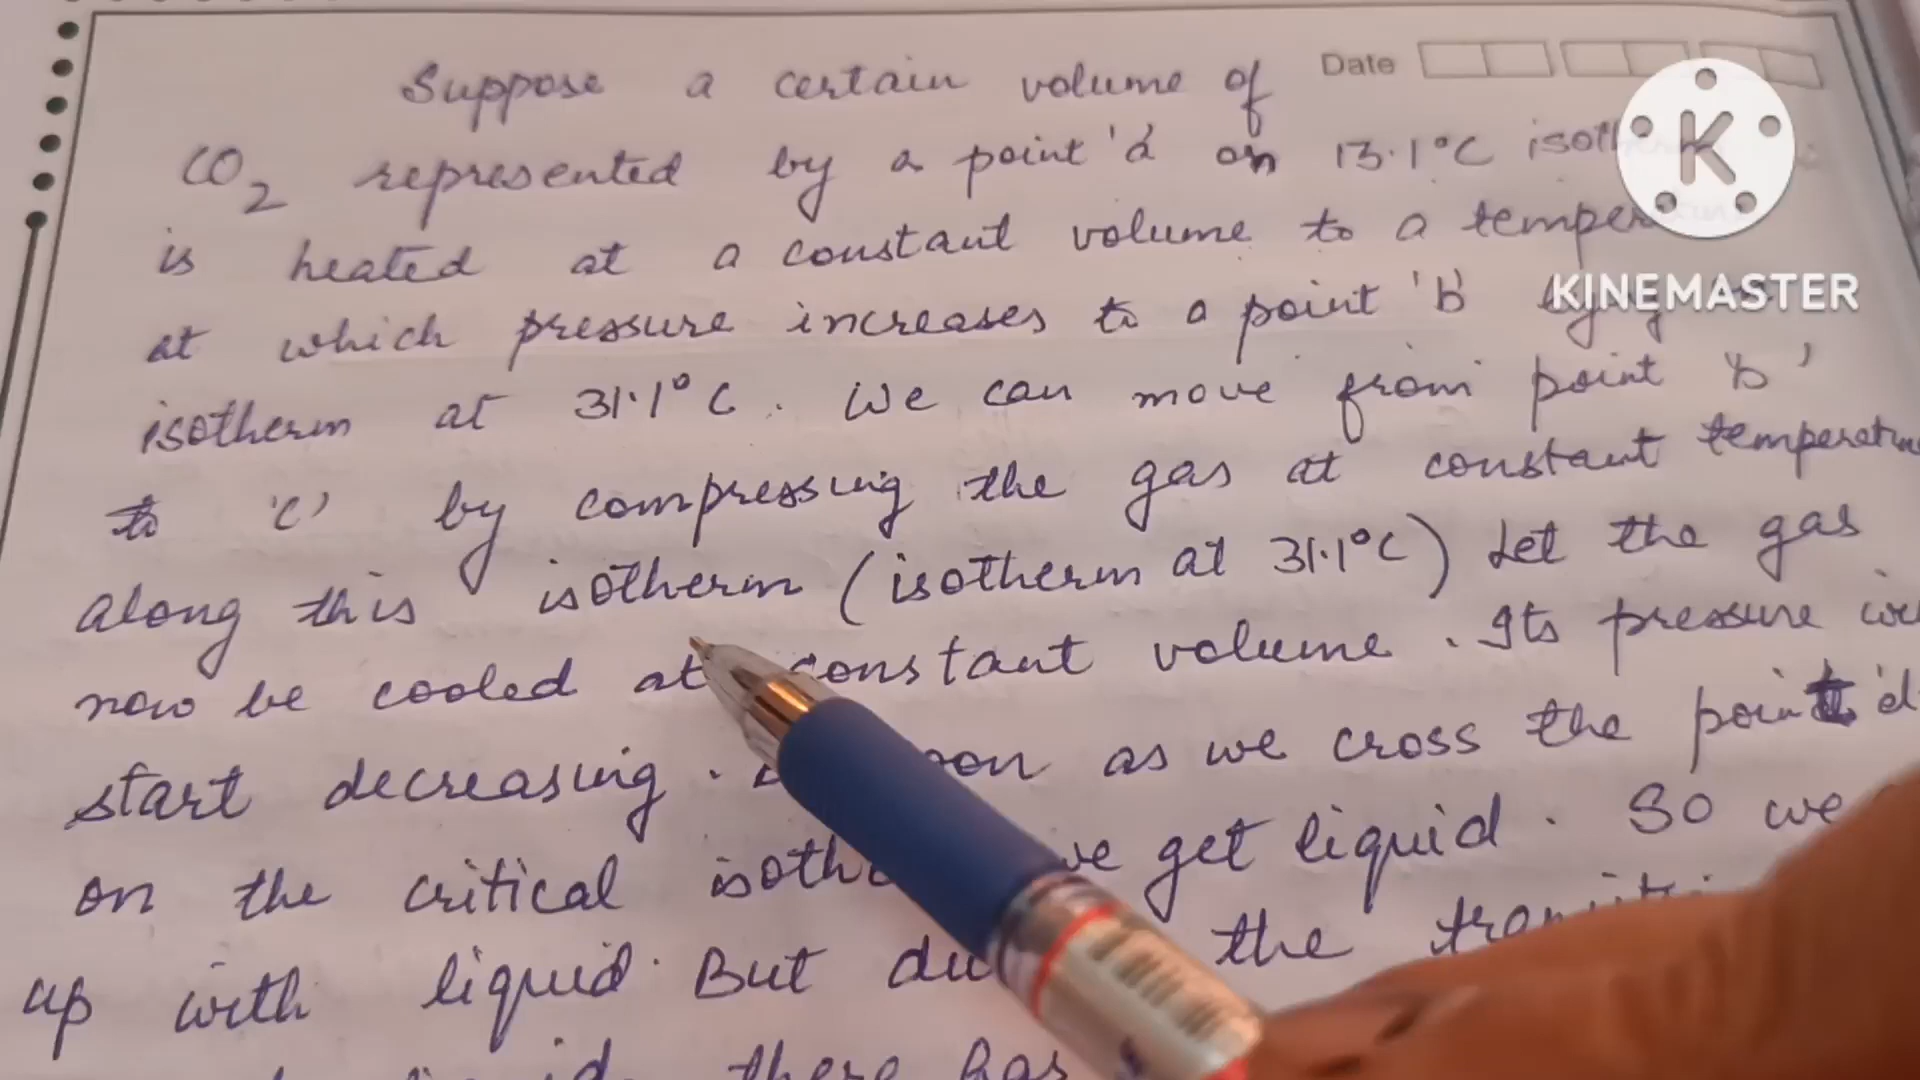 Date
Suppose a certain volume of
CO2 represented by a point 'a' on 13.1°C
is heated at a constant volume to a
at which pressure increases to a point 'b'
isotherm at 31.1°C. We can move from point 'b'
to 'c' by compressing the gas at constant
along this isotherm (isotherm at 31.1°C) Let the gas
now be cooled at constant volume. Its pressure
start decreasing. as we cross the point 'd'
on the critical we get liquid. So we
up with liquid. But the
there has
K
KINEMASTER